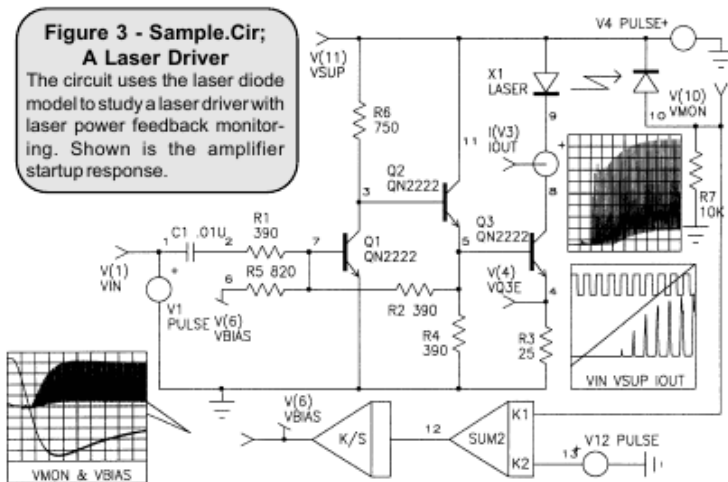 Figure 3 - Sample.Cir;
A Laser Driver
The circuit uses the laser diode
model to study a laser driver with
laser power feedback monitor-
ing. Shown is the amplifier
startup response.
V(11)
VSUP
V4 PULSE+
X1
LASER
V(10)
VMON
R6
750
11
9
10
I(V3)
IOUT
+
R7
10K
Q2
QN2222
3
8
C1 .01U
R1
390
1
2
7
Q1
QN2222
5
Q3
QN2222
V(1)
VIN
+
R5 820
6
V(4)
VQ3E
4
V1
PULSE
V(6)
VBIAS
R2 390
R4
390
R3
25
VIN VSUP IOUT
V(6)
VBIAS
K/S
12
SUM2
K1
K2
13
+
V12 PULSE
VMON & VBIAS